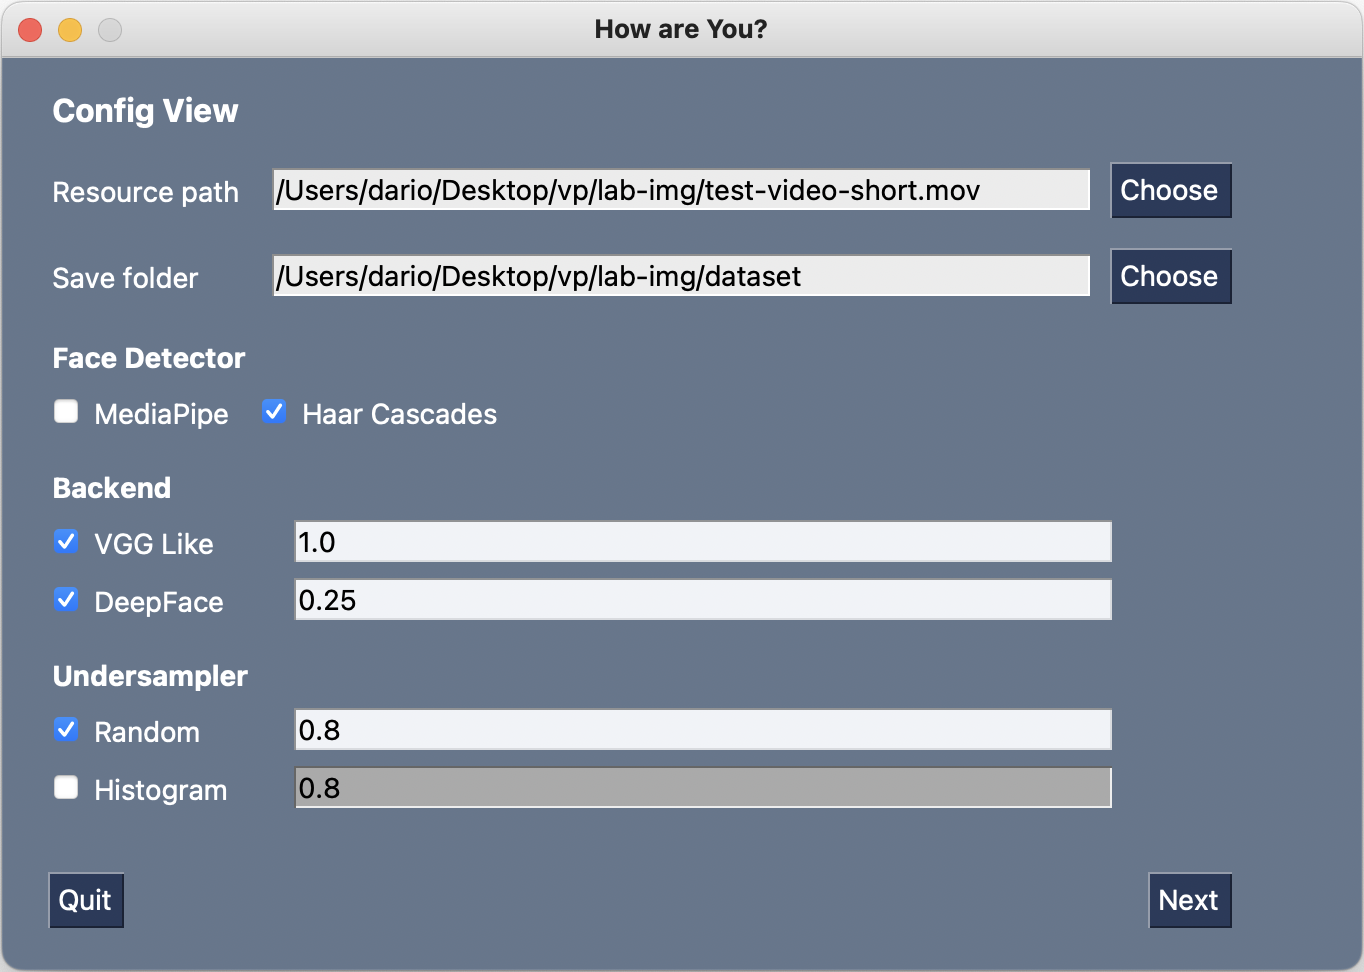 How are You?
Config View
Resource path /Users/dario/Desktop/vp/lab-img/test-video-short.mov Choose
Save folder /Users/dario/Desktop/vp/lab-img/dataset Choose
Face Detector
MediaPipe Haar Cascades
Backend
VGG Like 1.0
DeepFace 0.25
Undersampler
Random 0.8
Histogram 0.8
Quit Next